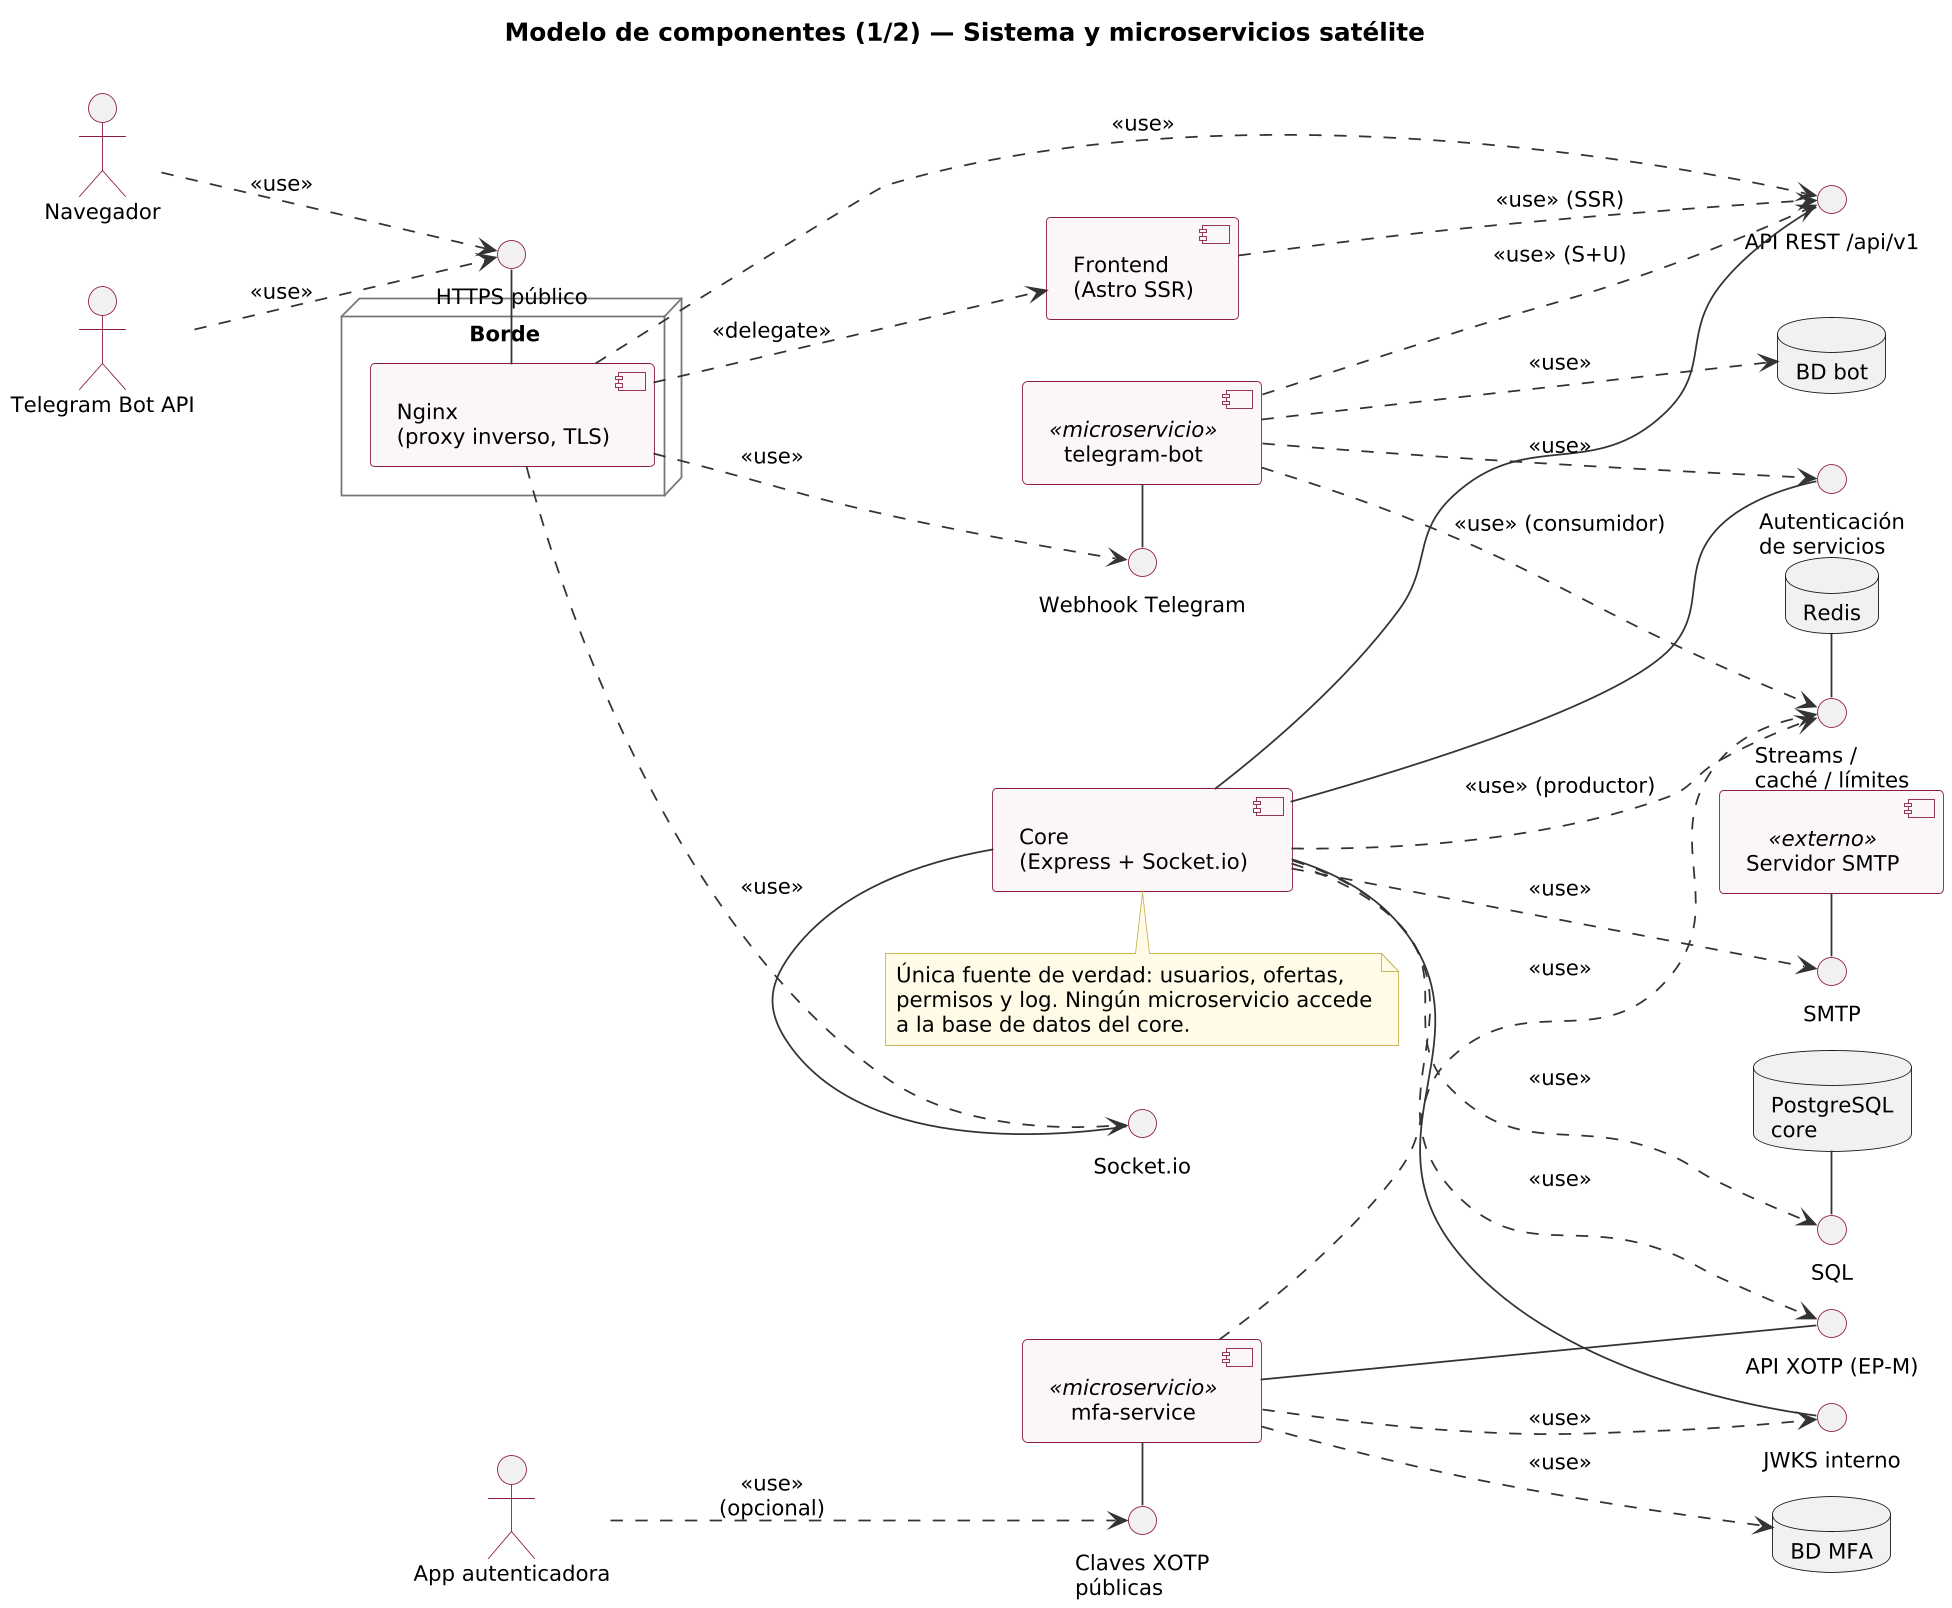 Modelo de componentes (1/2) — Sistema y microservicios satélite
«use»
Navegador
«use»
«use» (SSR)
API REST /api/v1
«use» (S+U)
Frontend
(Astro SSR)
«use»
HTTPS público
Telegram Bot API
Borde
«delegate»
Nginx
(proxy inverso, TLS)
«use»
BD bot
«microservicio»
telegram-bot
«use»
«use»
«use» (consumidor)
Autenticación
de servicios
Webhook Telegram
Redis
Streams /
caché / límites
«use» (productor)
Core
(Express + Socket.io)
«externo»
Servidor SMTP
«use»
«use»
«use»
Única fuente de verdad: usuarios, ofertas,
permisos y log. Ningún microservicio accede
a la base de datos del core.
SMTP
«use»
PostgreSQL
core
Socket.io
«use»
SQL
API XOTP (EP-M)
«microservicio»
mfa-service
«use»
JWKS interno
«use»
«use»
(opcional)
App autenticadora
Claves XOTP
públicas
BD MFA